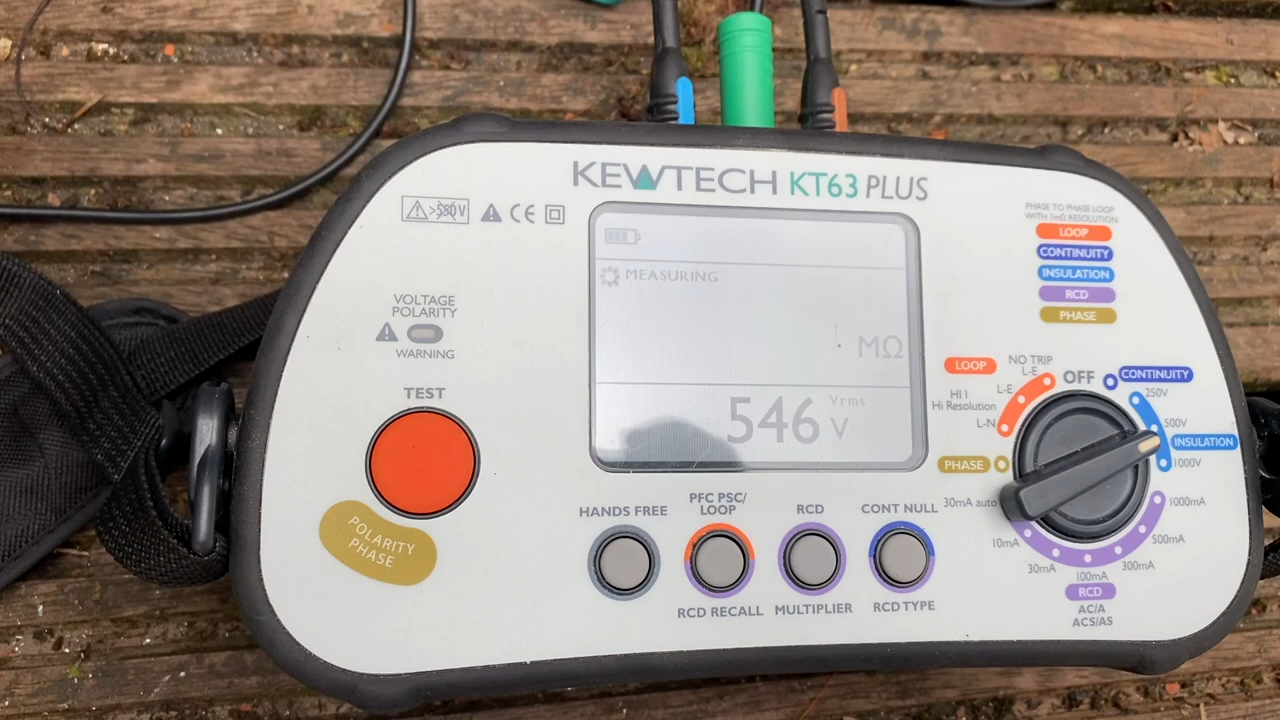 KEWTECH KT63 PLUS
>550V CE
PHASE TO PHASE LOOP
WITH 1mΩ RESOLUTION
LOOP
CONTINUITY
INSULATION
RCD
PHASE
MEASURING
MΩ
546 Vrms
V
VOLTAGE
POLARITY
WARNING
TEST
POLARITY
PHASE
HANDS FREE
PFC PSC/
LOOP
RCD
CONT NULL
RCD RECALL
MULTIPLIER
RCD TYPE
LOOP
NO TRIP
L-E
L-E
HI I
Hi Resolution
L-N
PHASE
OFF
CONTINUITY
250V
500V
INSULATION
1000V
30mA auto
10mA
30mA
100mA
300mA
500mA
1000mA
RCD
AC/A
ACS/AS